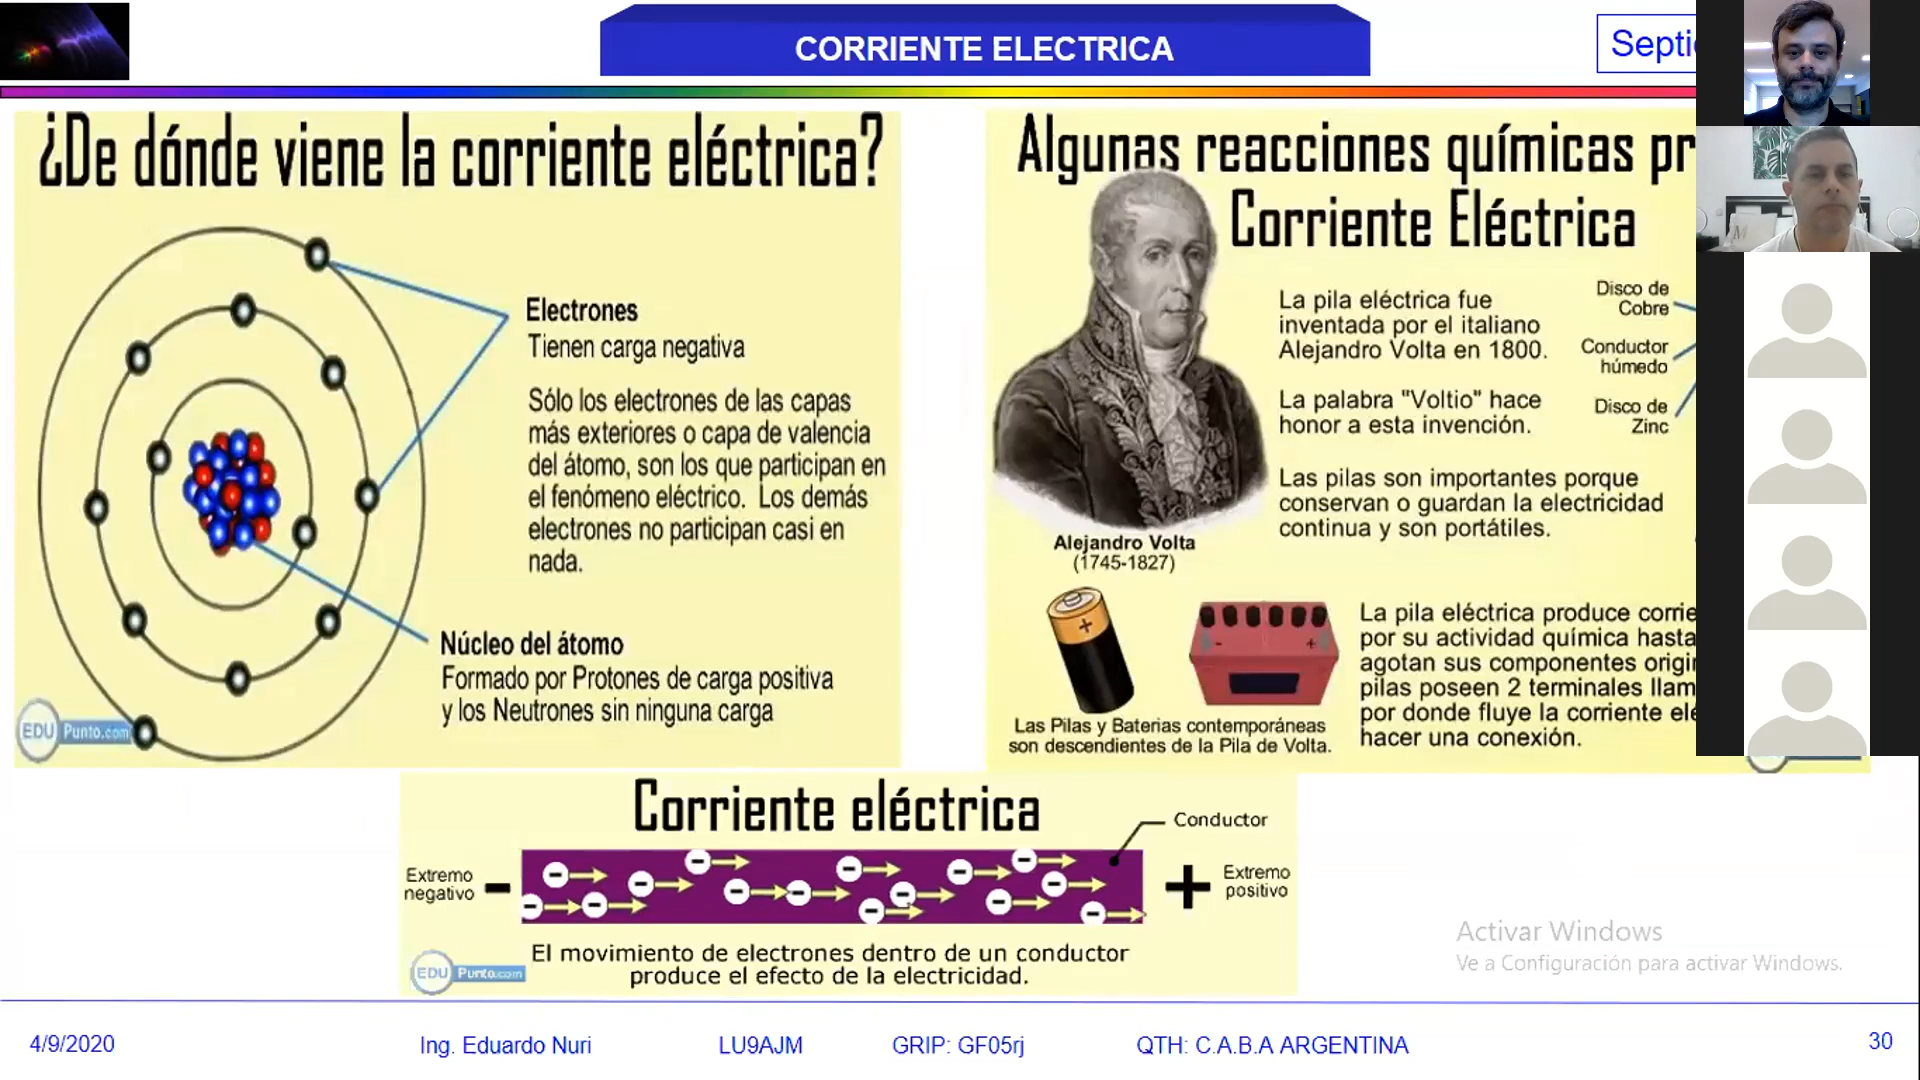 CORRIENTE ELECTRICA
¿De dónde viene la corriente eléctrica?
Electrones
Tienen carga negativa
Sólo los electrones de las capas
más exteriores o capa de valencia
del átomo, son los que participan en
el fenómeno eléctrico. Los demás
electrones no participan casi en
nada.
Núcleo del átomo
Formado por Protones de carga positiva
y los Neutrones sin ninguna carga
EDU Punto.com
Algunas reacciones químicas
Corriente Eléctrica
La pila eléctrica fue
inventada por el italiano
Alejandro Volta en 1800.
La palabra "Voltio" hace
honor a esta invención.
Las pilas son importantes porque
conservan o guardan la electricidad
continua y son portátiles.
Disco de
Cobre
Conductor
húmedo
Disco de
Zinc
Alejandro Volta
(1745-1827)
Las Pilas y Baterias contemporáneas
son descendientes de la Pila de Volta.
La pila eléctrica produce
por su actividad química hasta
agotan sus componentes
pilas poseen 2 terminales
por donde fluye la corriente
hacer una conexión.
Corriente eléctrica
Conductor
Extremo
negativo
-
+
Extremo
positivo
El movimiento de electrones dentro de un conductor
produce el efecto de la electricidad.
EDU Punto.com
Activar Windows
Ve a Configuración para activar Windows.
4/9/2020
Ing. Eduardo Nuri
LU9AJM
GRIP: GF05rj
QTH: C.A.B.A ARGENTINA
30